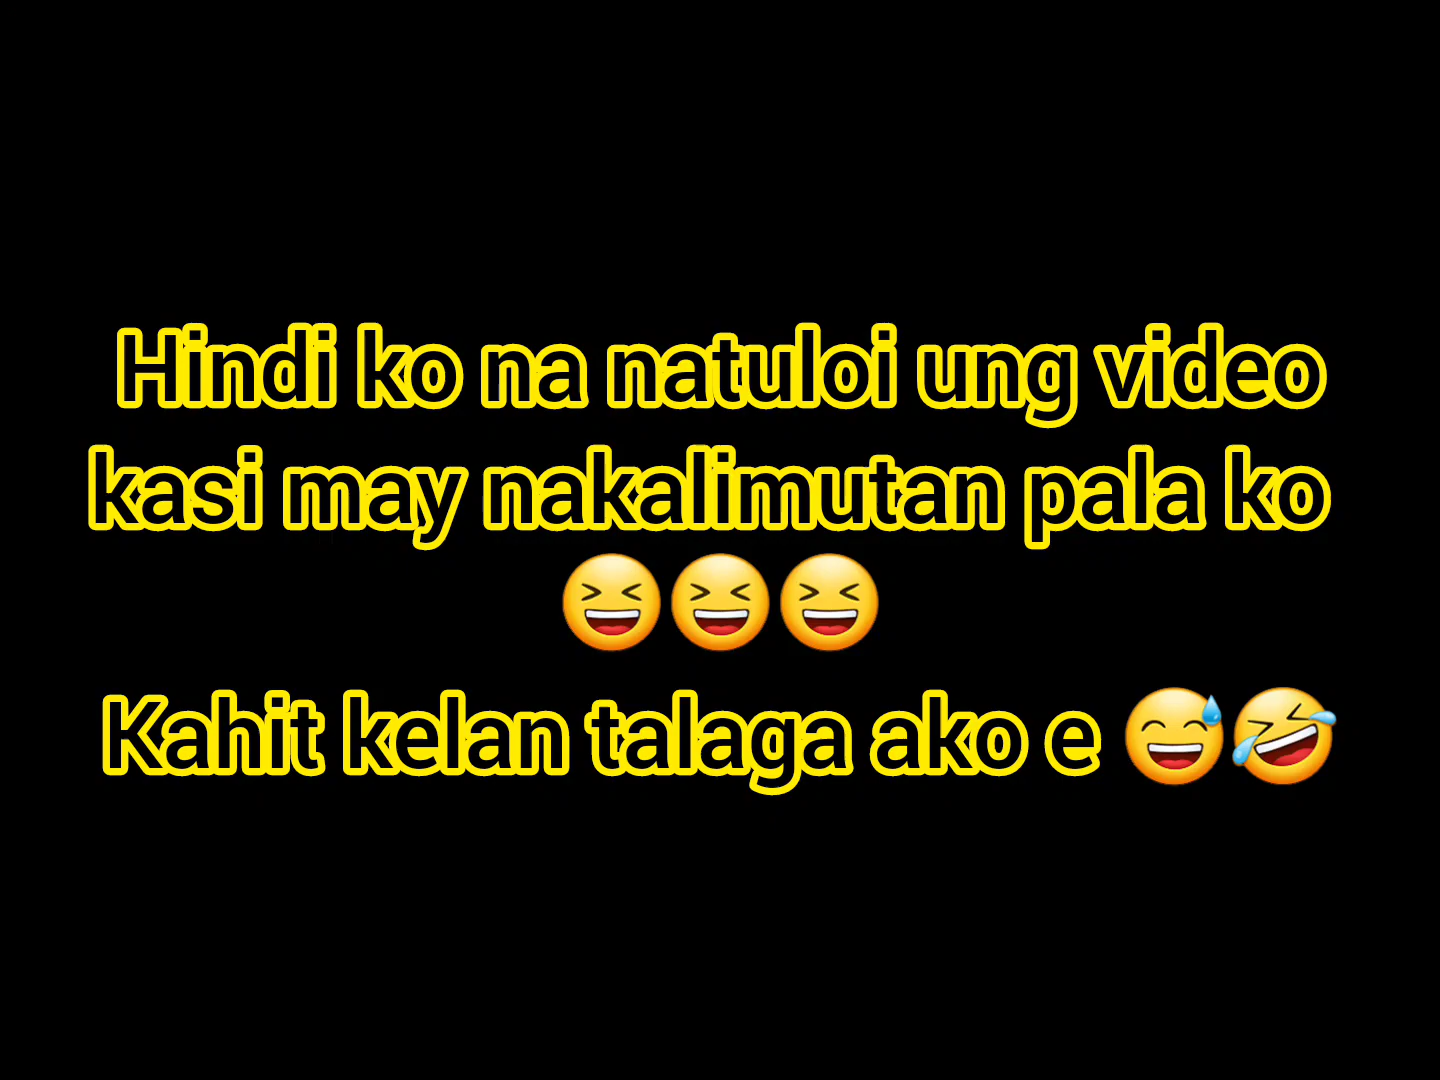 Hindi ko na natuloi ung video
kasi may nakalimutan pala ko
😆😆😆
Kahit kelan talaga ako e 😅🤣